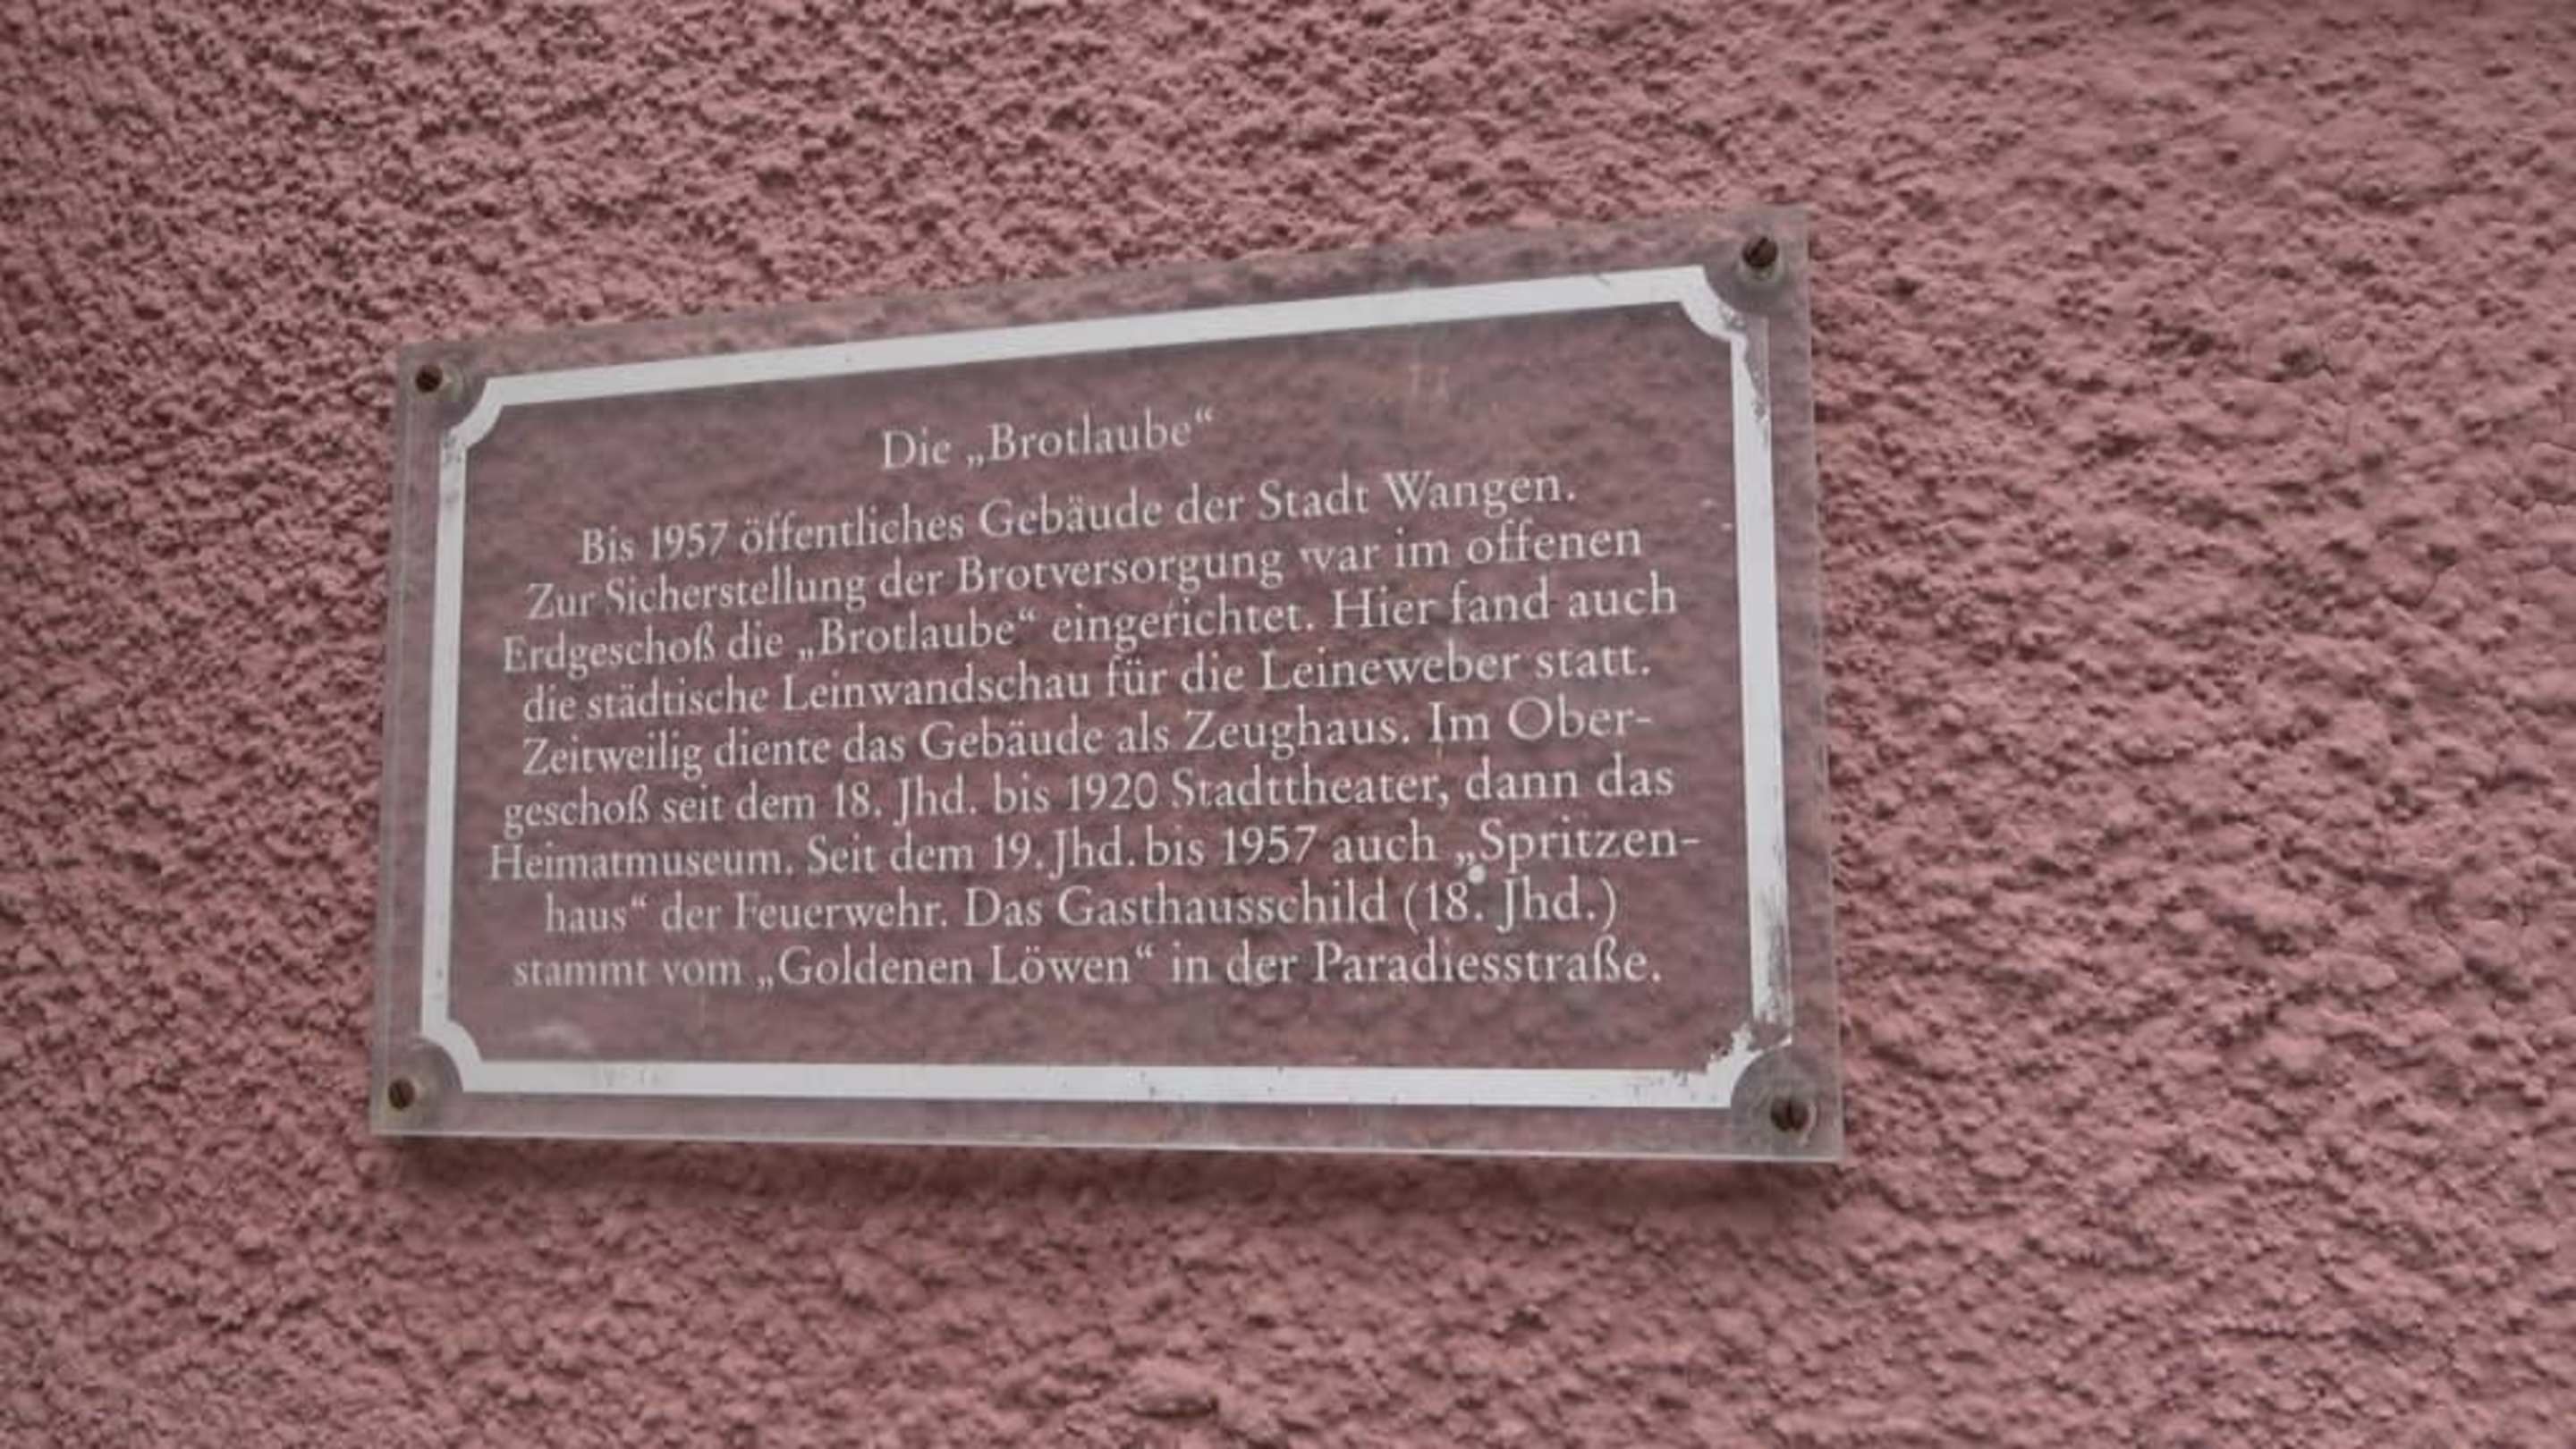 Die „Brotlaube“
Bis 1957 öffentliches Gebäude der Stadt Wangen.
Zur Sicherstellung der Brotversorgung war im offenen
Erdgeschoß die „Brotlaube“ eingerichtet. Hier fand auch
die städtische Leinwandschau für die Leineweber statt.
Zeitweilig diente das Gebäude als Zeughaus. Im Ober-
geschoß seit dem 18. Jhd. bis 1920 Stadttheater, dann das
Heimatmuseum. Seit dem 19. Jhd. bis 1957 auch „Spritzen-
haus“ der Feuerwehr. Das Gasthausschild (18. Jhd.)
stammt vom „Goldenen Löwen“ in der Paradiesstraße.